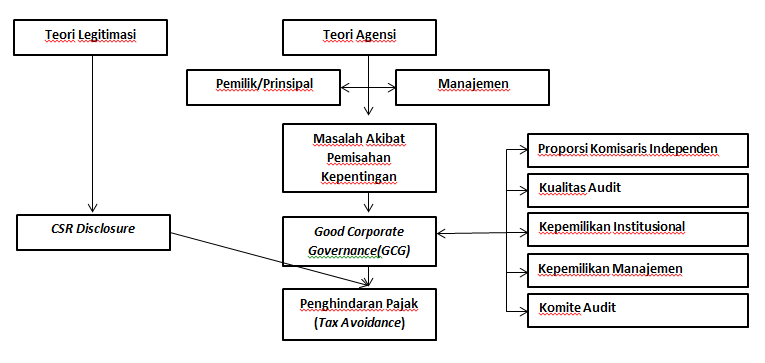 Teori Legitimasi
Teori Agensi
Pemilik/Prinsipal
Manajemen
Masalah Akibat
Pemisahan
Kepentingan
Proporsi Komisaris Independen
Kualitas Audit
CSR Disclosure
Good Corporate
Governance(GCG)
Kepemilikan Institusional
Kepemilikan Manajemen
Penghindaran Pajak
(Tax Avoidance)
Komite Audit